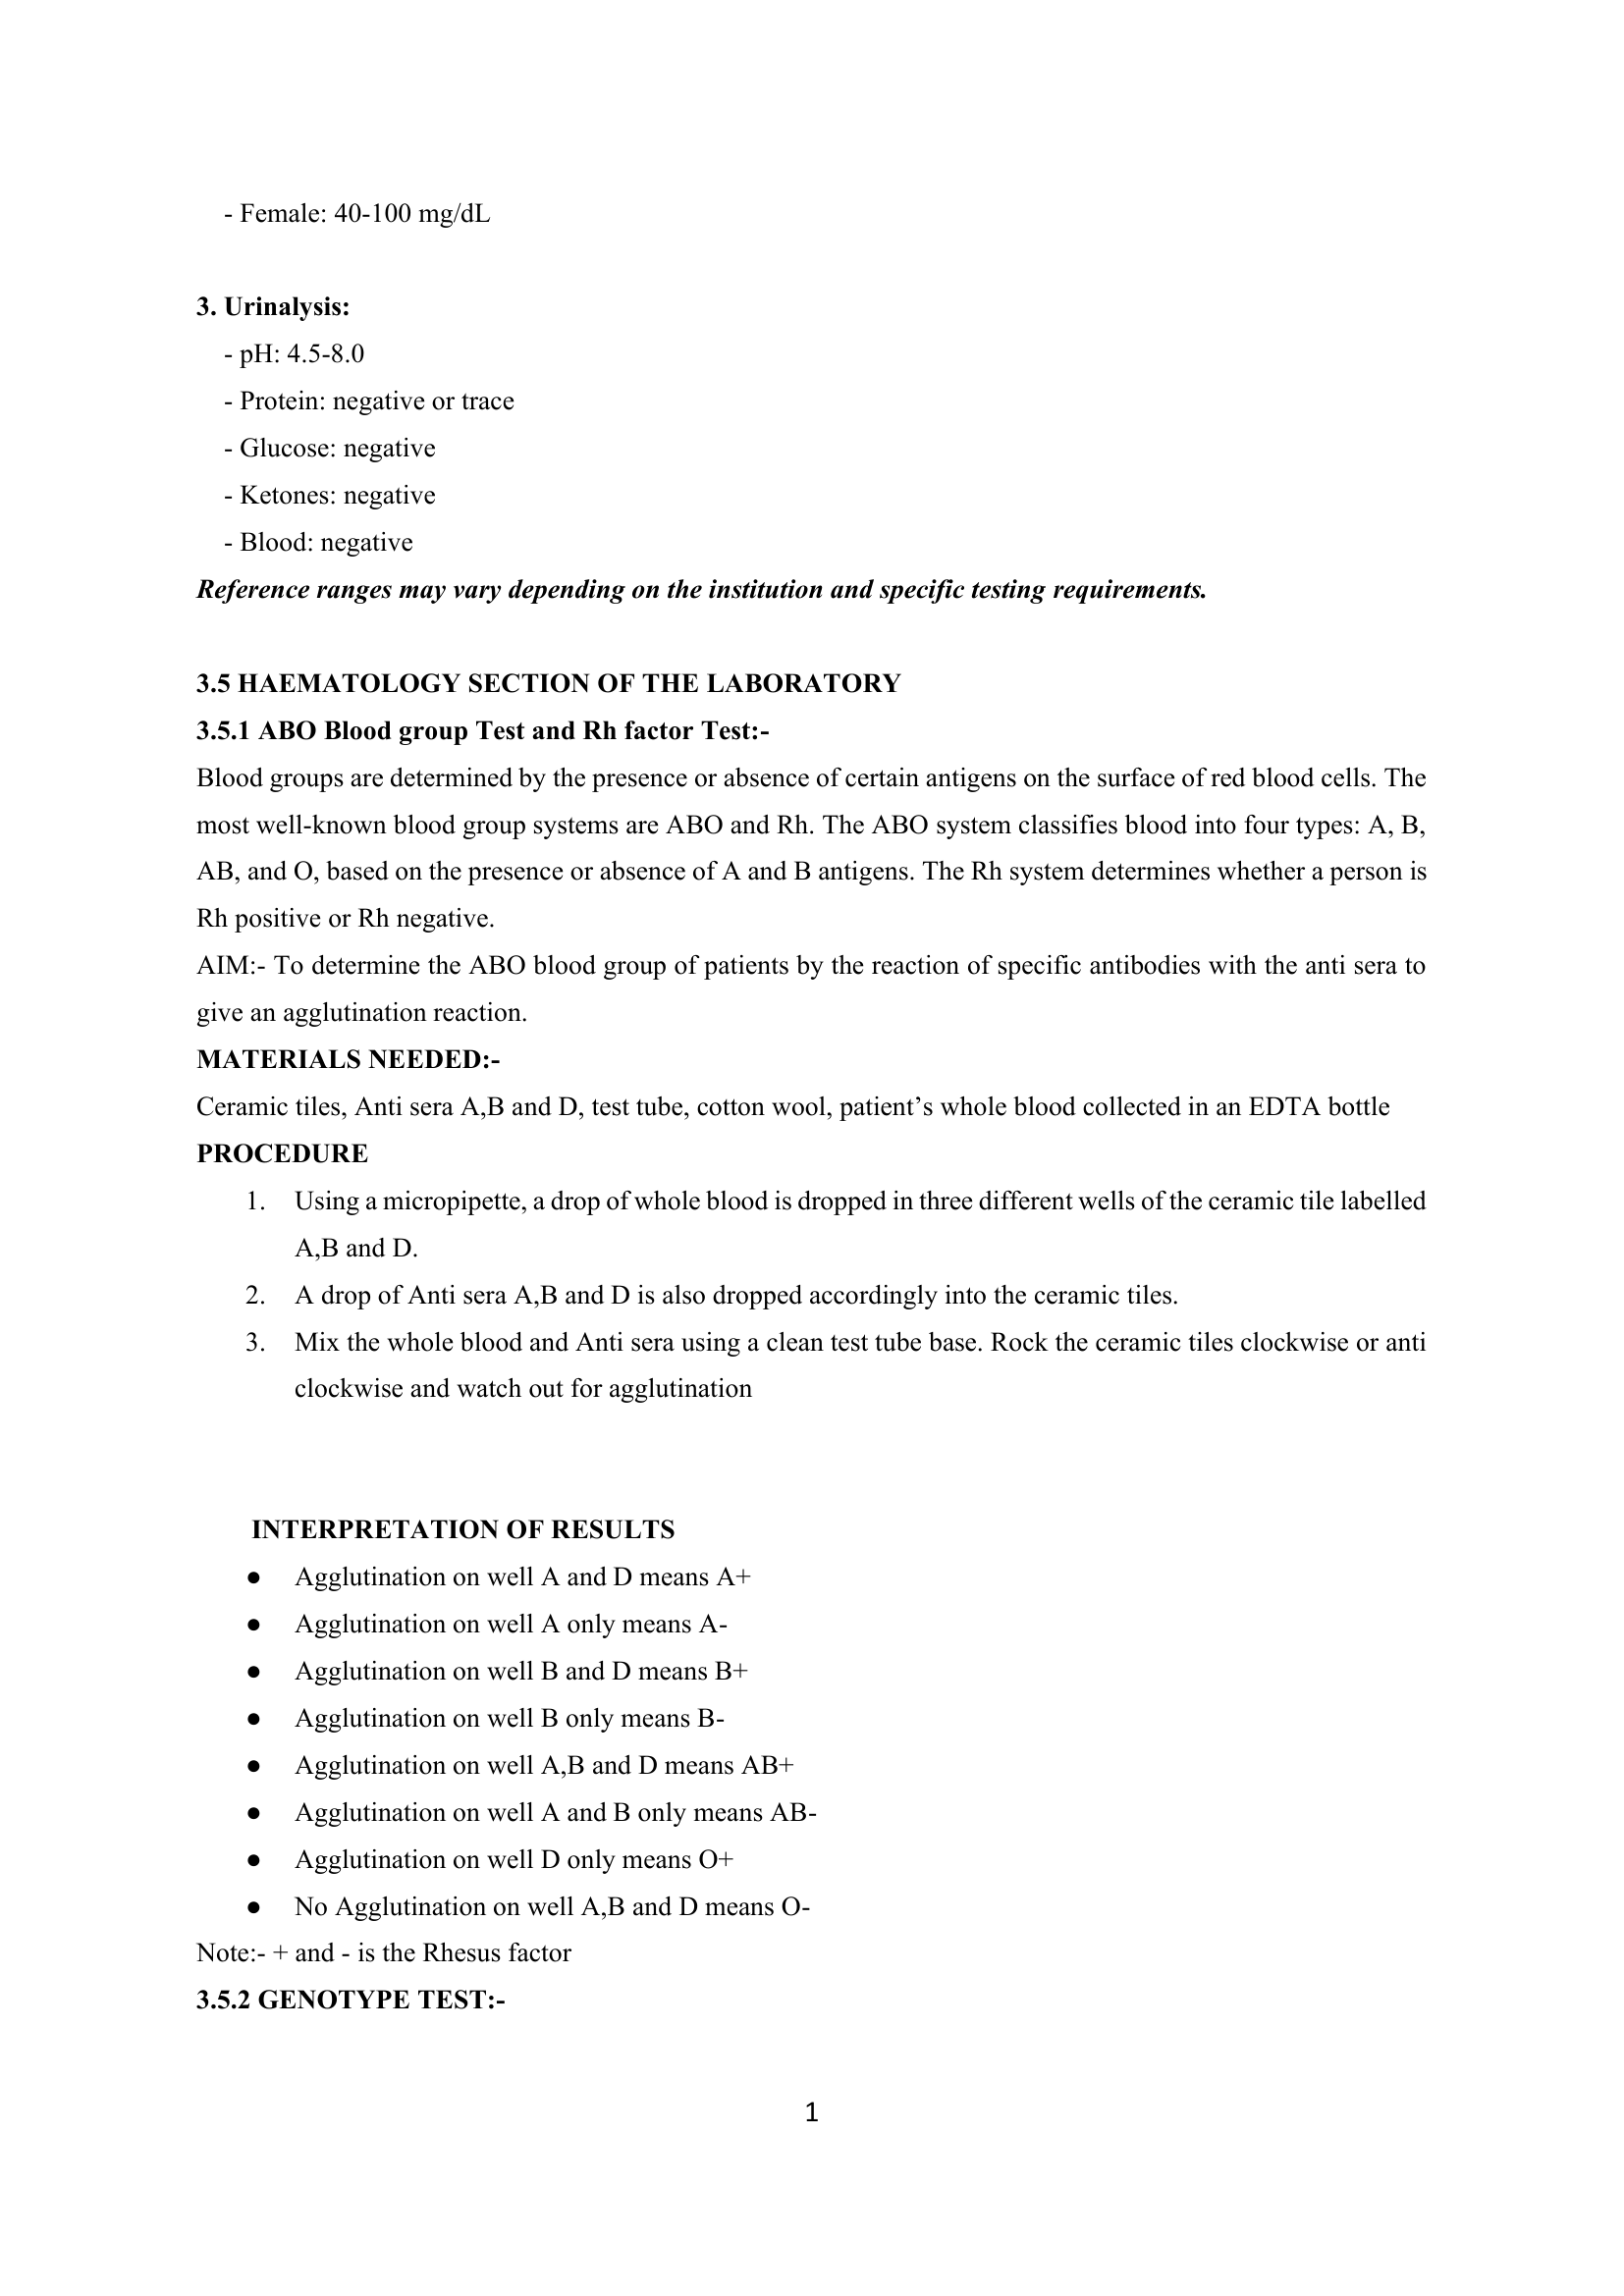 - Female: 40-100 mg/dL
3. Urinalysis:
- pH: 4.5-8.0
- Protein: negative or trace
- Glucose: negative
- Ketones: negative
- Blood: negative
Reference ranges may vary depending on the institution and specific testing requirements.
3.5 HAEMATOLOGY SECTION OF THE LABORATORY
3.5.1 ABO Blood group Test and Rh factor Test:-
Blood groups are determined by the presence or absence of certain antigens on the surface of red blood cells. The
most well-known blood group systems are ABO and Rh. The ABO system classifies blood into four types: A, B,
AB, and O, based on the presence or absence of A and B antigens. The Rh system determines whether a person is
Rh positive or Rh negative.
AIM:- To determine the ABO blood group of patients by the reaction of specific antibodies with the anti sera to
give an agglutination reaction.
MATERIALS NEEDED:-
Ceramic tiles, Anti sera A,B and D, test tube, cotton wool, patient’s whole blood collected in an EDTA bottle
PROCEDURE
1. Using a micropipette, a drop of whole blood is dropped in three different wells of the ceramic tile labelled
A,B and D.
2. A drop of Anti sera A,B and D is also dropped accordingly into the ceramic tiles.
3. Mix the whole blood and Anti sera using a clean test tube base. Rock the ceramic tiles clockwise or anti
clockwise and watch out for agglutination
INTERPRETATION OF RESULTS
● Agglutination on well A and D means A+
● Agglutination on well A only means A-
● Agglutination on well B and D means B+
● Agglutination on well B only means B-
● Agglutination on well A,B and D means AB+
● Agglutination on well A and B only means AB-
● Agglutination on well D only means O+
● No Agglutination on well A,B and D means O-
Note:- + and - is the Rhesus factor
3.5.2 GENOTYPE TEST:-
1